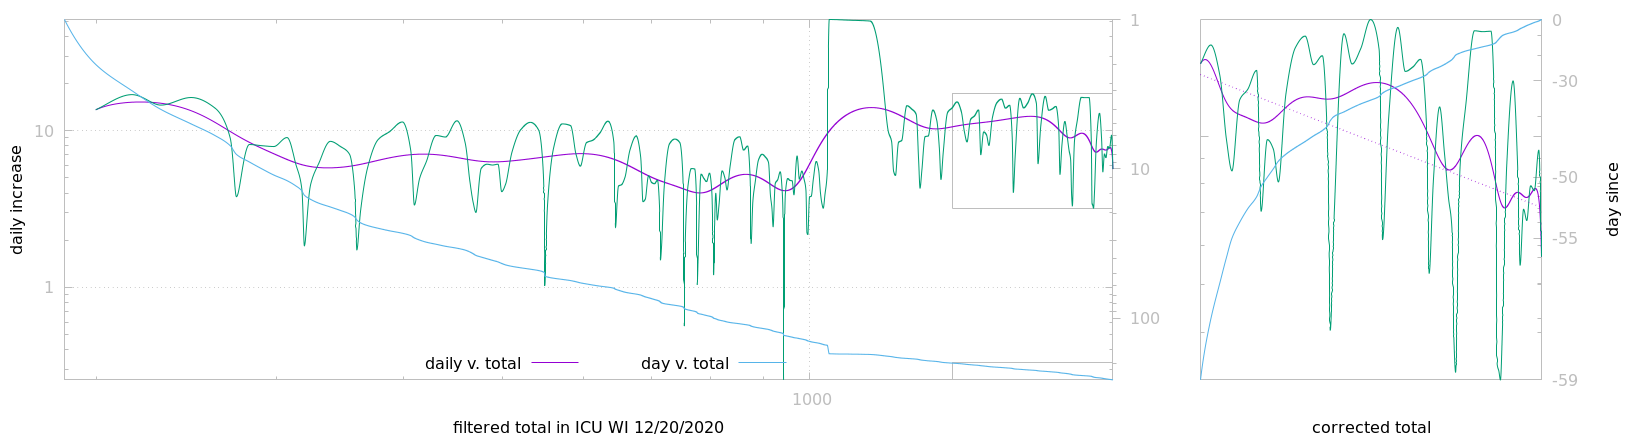 1
0
10
-30
daily increase
10
-50
day since
1
-55
100
daily v. total
day v. total
-59
1000
filtered total in ICU WI 12/20/2020
corrected total